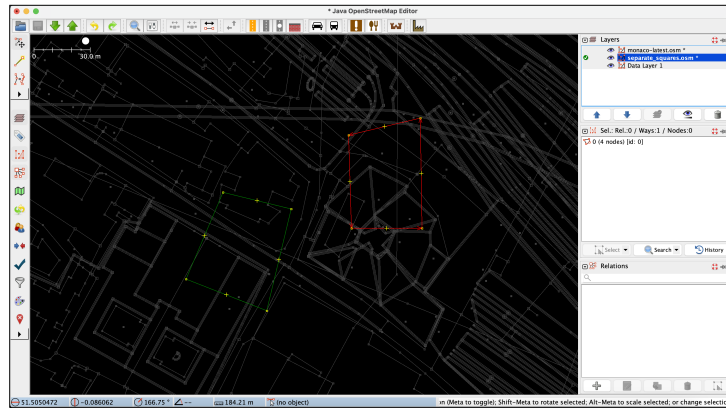 * Java OpenStreetMap Editor
0
30.0 m
Layers
monaco-latest.osm *
separate_squares.osm *
Data Layer 1
Sel.: Rel.:0 / Ways:1 / Nodes:0
0 (4 nodes) [id: 0]
Select
Search
History
Relations
51.5050472
-0.086062
166.75 °
--
184.21 m
(no object)
(Meta to toggle); Shift-Meta to rotate selected; Alt-Meta to scale selected; or change selectio